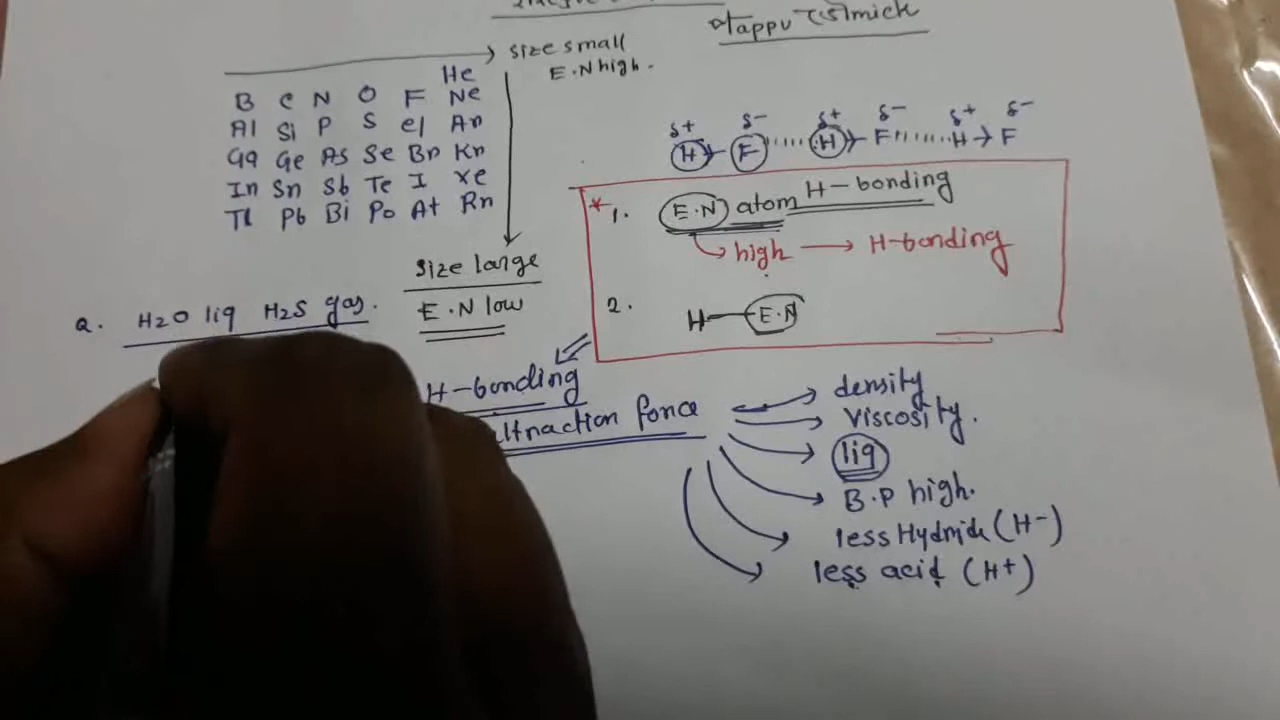 size small
E.N high.
He
B C N O F Ne
Al Si P S Cl Ar
Ga Ge As Se Br Kr
In Sn Sb Te I Xe
Tl Pb Bi Po At Rn
size large
E.N low
δ+ δ- δ+ δ- δ+ δ-
H F H F H F
* 1. E.N atom H-bonding
high → H-bonding
2. H—E.N
Q. H2O liq H2S gas.
H-bonding
attraction force
density
viscosity.
liq
B.P high.
less Hydride (H-)
less acid (H+)